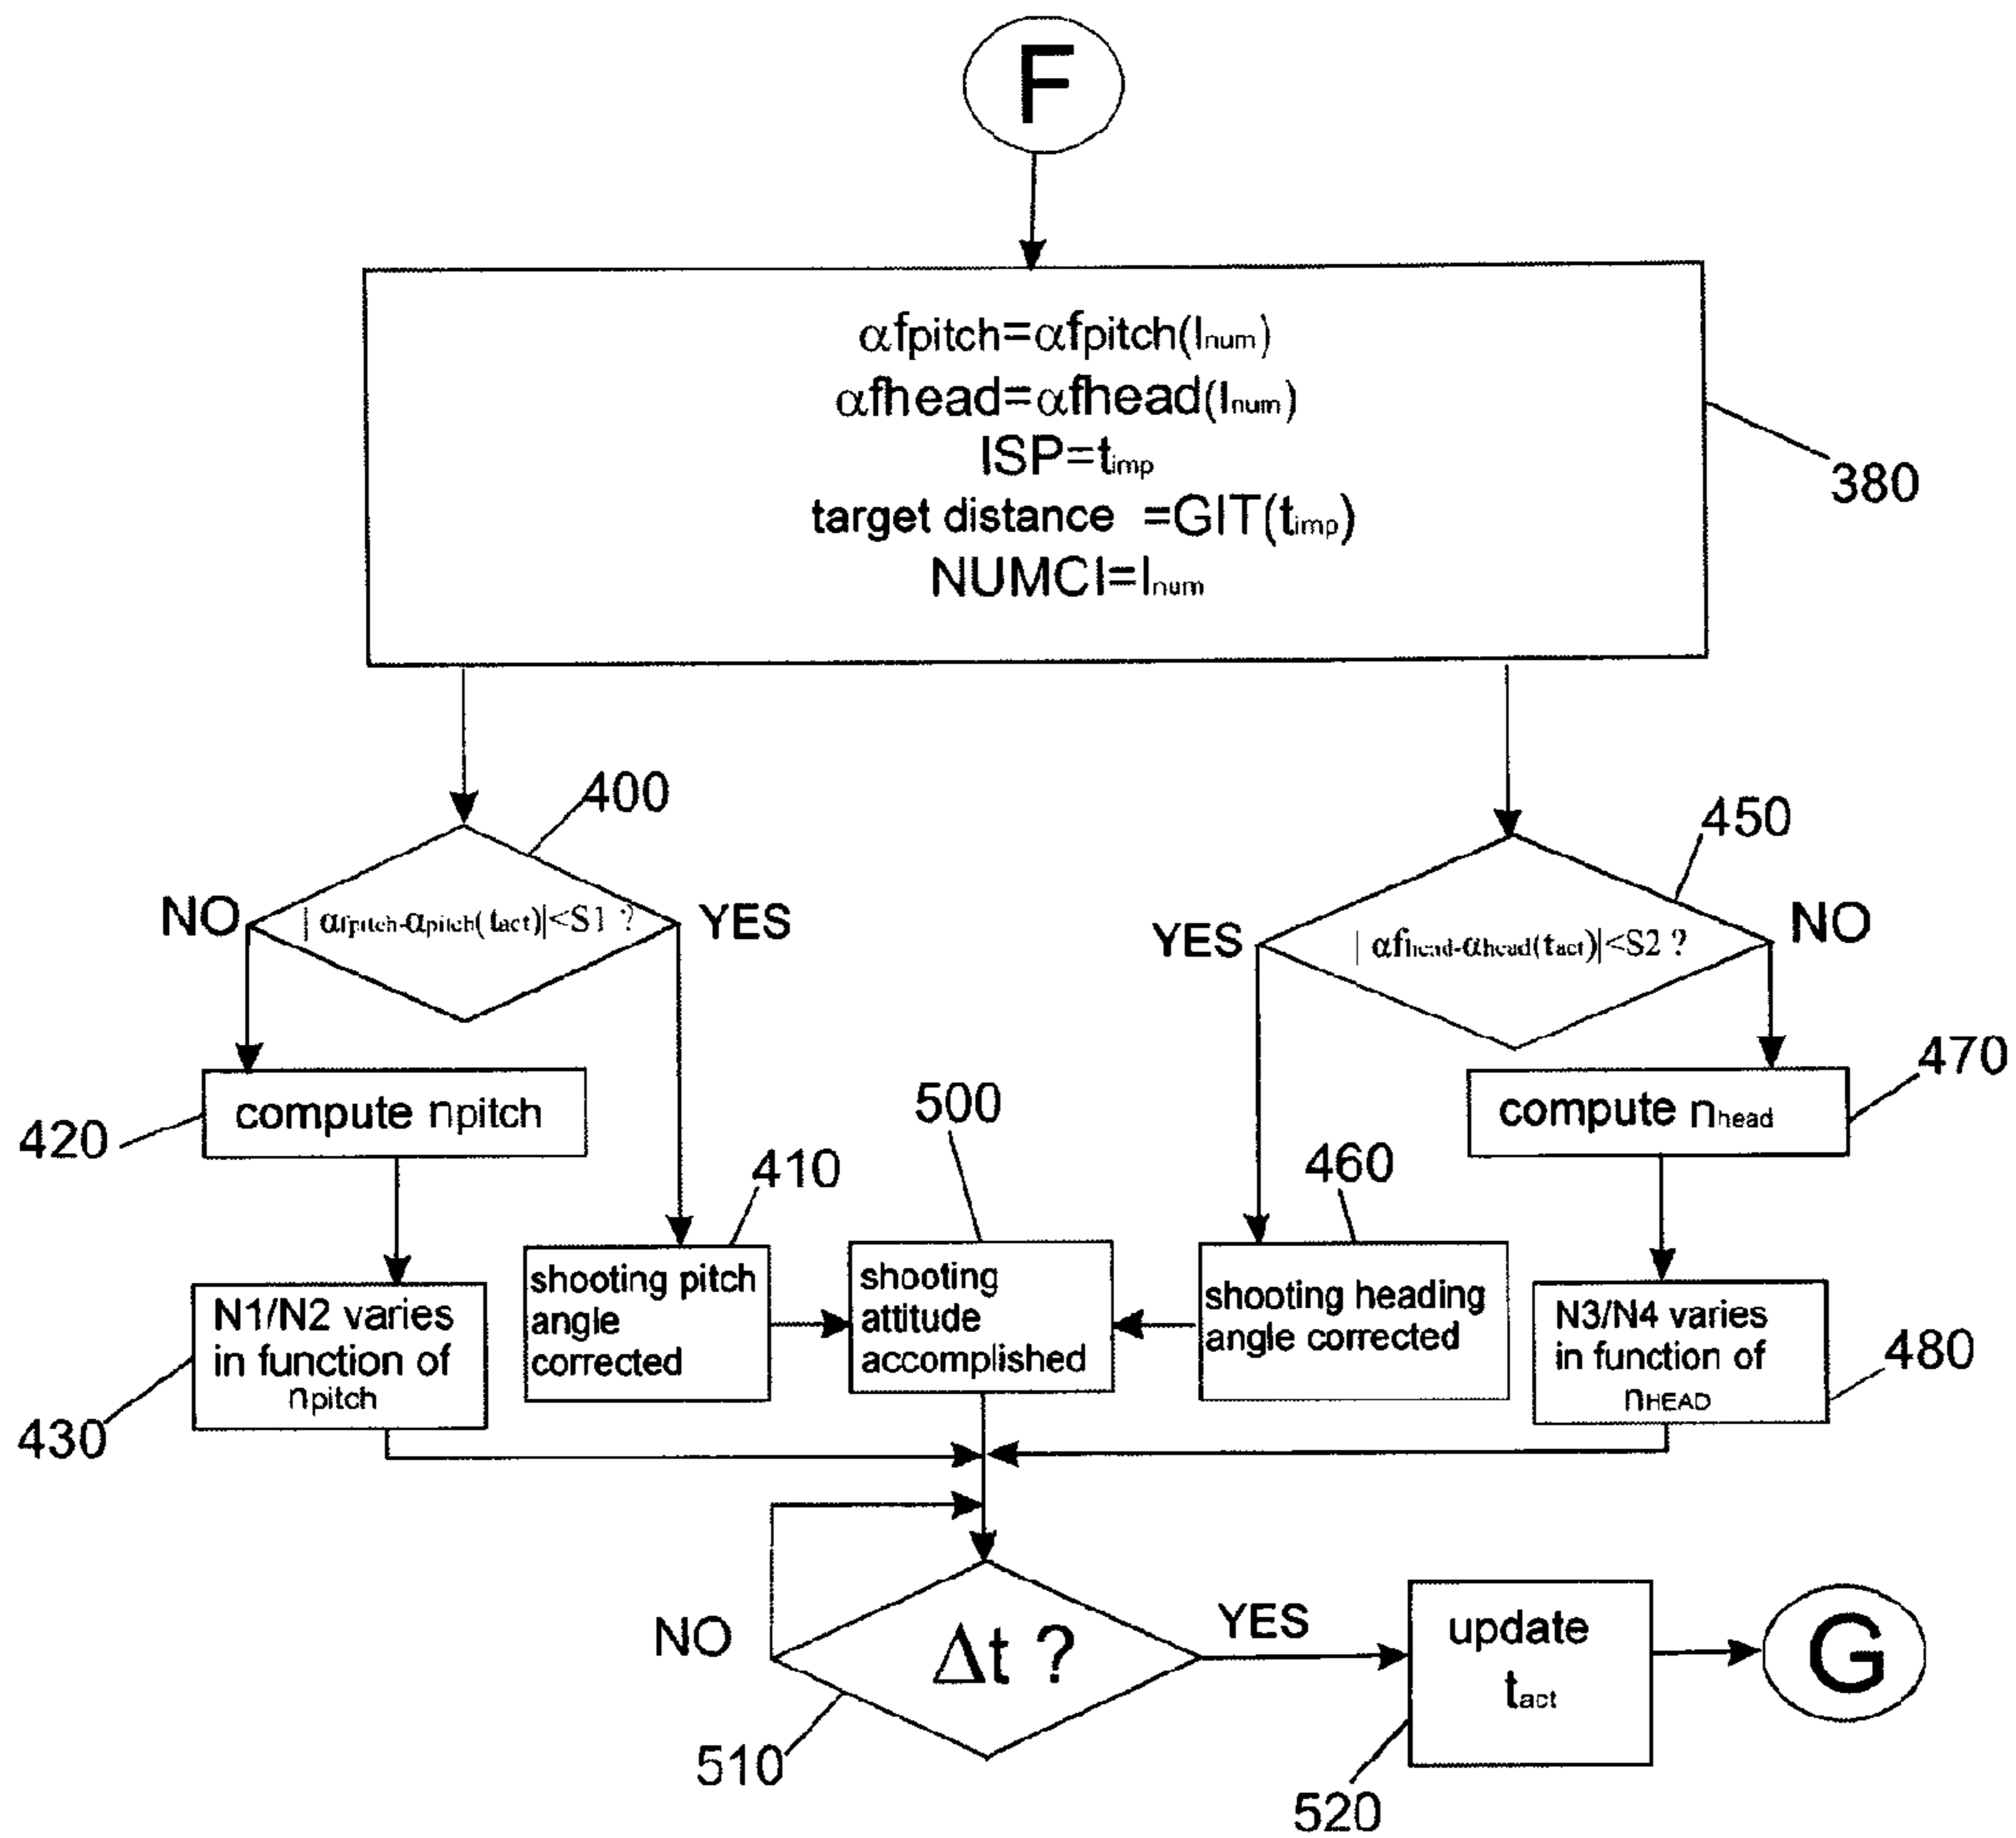 F
αfpitch=αfpitch(Inum)
αfhead=αfhead(Inum)
ISP=timp
target distance =GIT(timp)
NUMCI=Inum
380
400
450
NO
| αfpitch-αpitch(tact)|<S1 ?
YES
YES
| αfhead-αhead(tact)|<S2 ?
NO
420
compute npitch
500
compute nhead
470
410
460
430
N1/N2 varies
in function of
npitch
shooting pitch
angle
corrected
shooting
attitude
accomplished
shooting heading
angle corrected
N3/N4 varies
in function of
nHEAD
480
NO
Δt ?
YES
update
tact
G
510
520